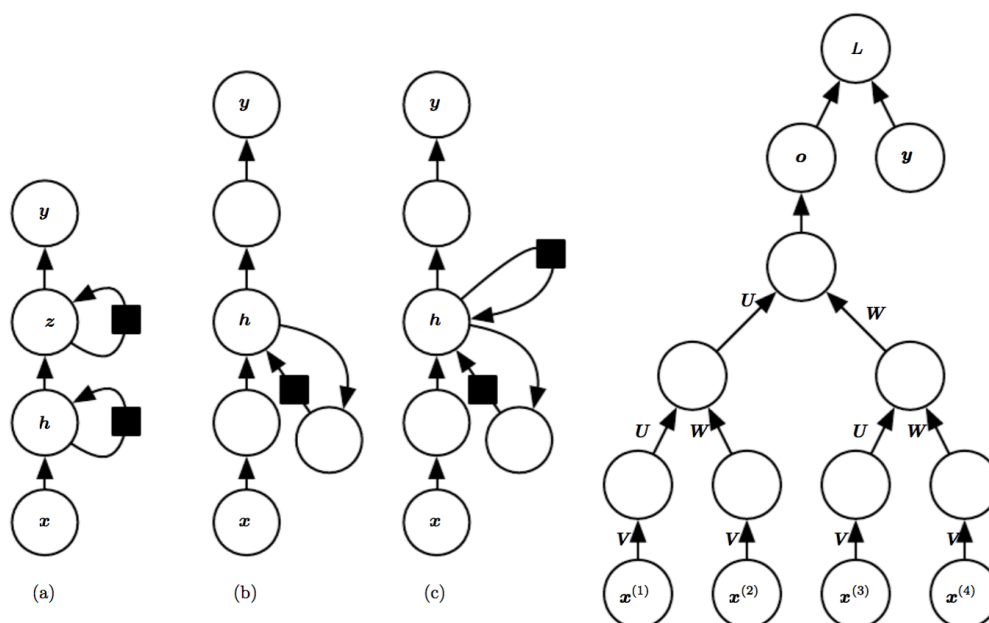 y
z
h
x
(a)
y
h
x
(b)
y
h
x
(c)
L
o
y
U
W
U
W
U
W
V
V
V
V
x(1)
x(2)
x(3)
x(4)